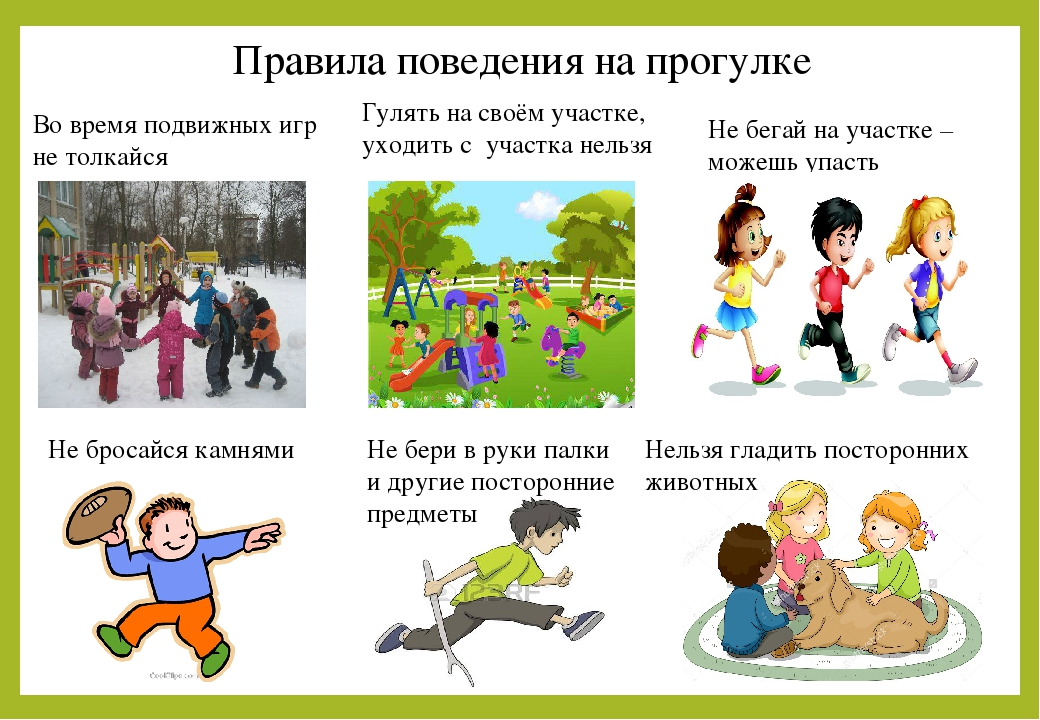 Правила поведения на прогулке
Во время подвижных игр
не толкайся
Гулять на своём участке,
уходить с участка нельзя
Не бегай на участке –
можешь упасть
Не бросайся камнями
Не бери в руки палки
и другие посторонние
предметы
Нельзя гладить посторонних
животных
123RF